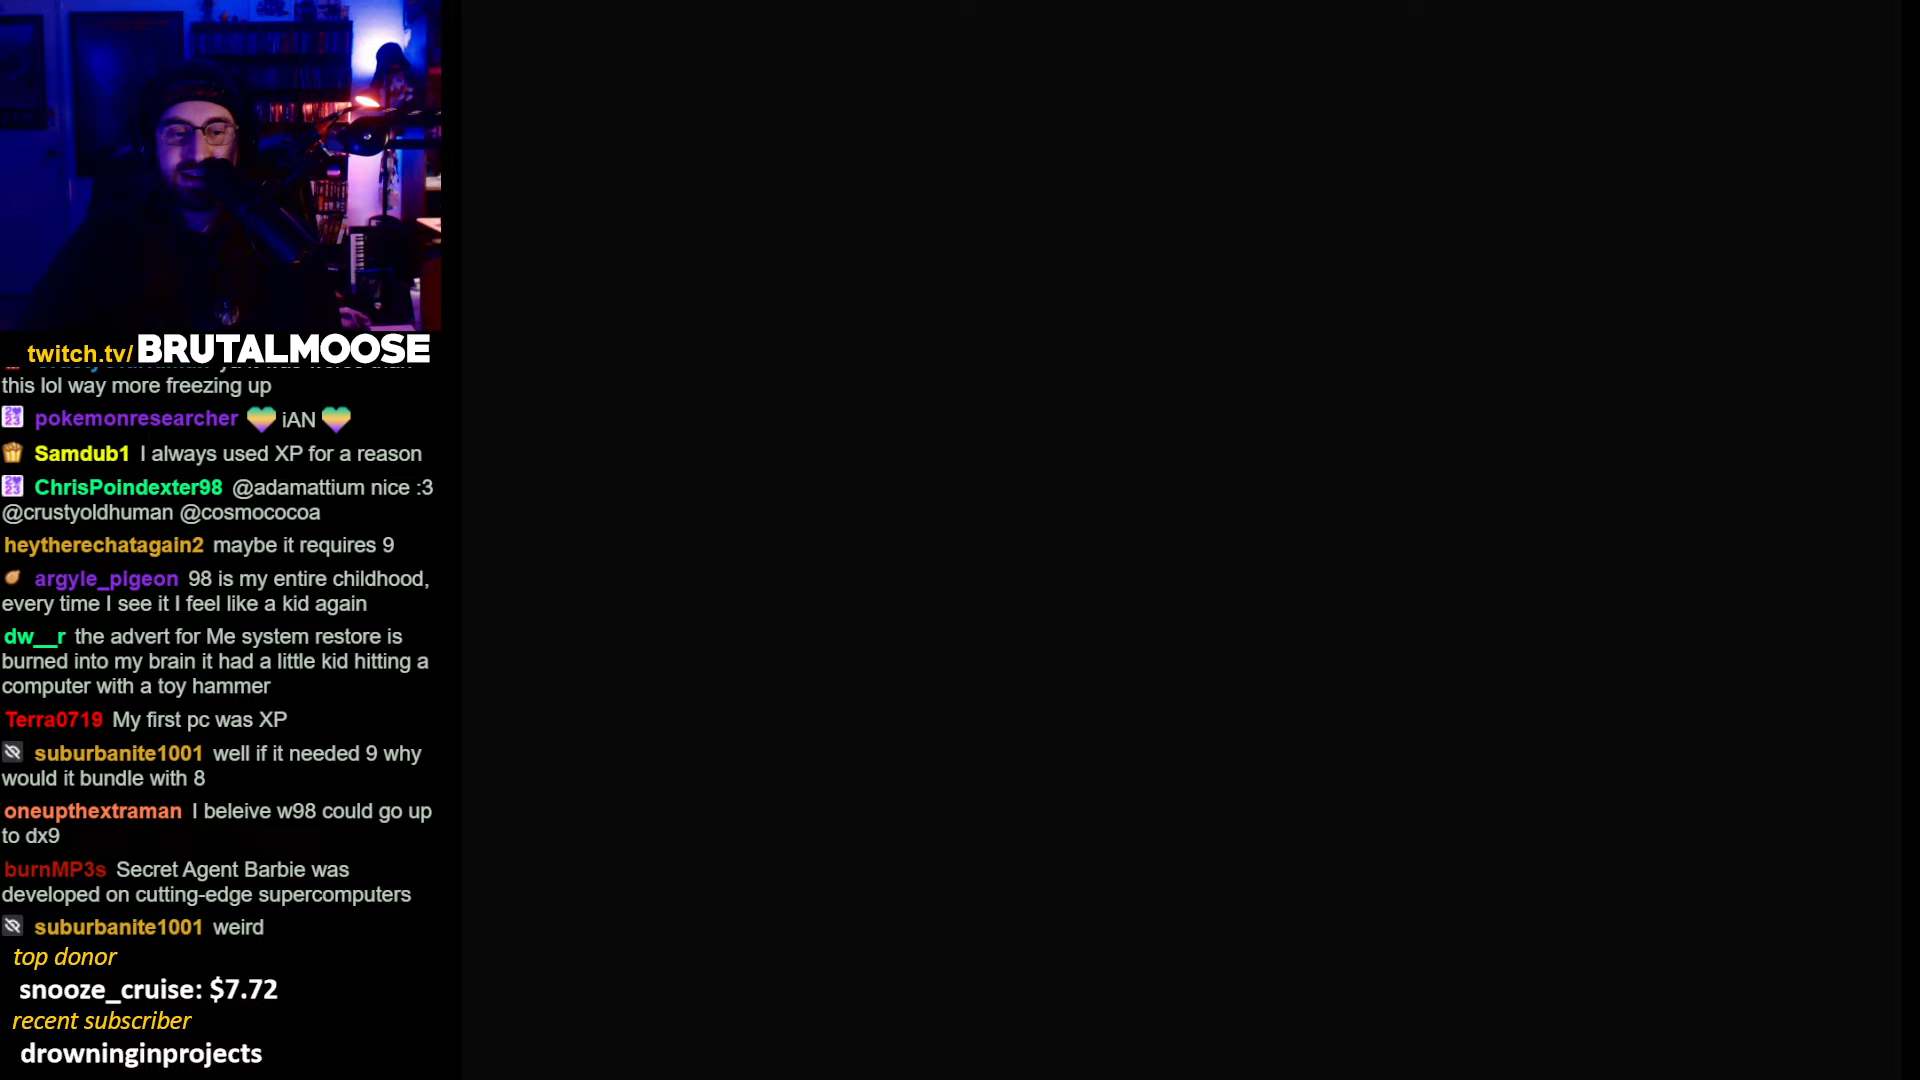 twitch.tv/BRUTALMOOSE
this lol way more freezing up
pokemonresearcher iAN
Samdub1 I always used XP for a reason
ChrisPoindexter98 @adamattium nice :3
@crustyoldhuman @cosmococoa
heytherechatagain2 maybe it requires 9
argyle_pigeon 98 is my entire childhood,
every time I see it I feel like a kid again
dw__r the advert for Me system restore is
burned into my brain it had a little kid hitting a
computer with a toy hammer
Terra0719 My first pc was XP
suburbanite1001 well if it needed 9 why
would it bundle with 8
oneupthextraman I beleive w98 could go up
to dx9
burnMP3s Secret Agent Barbie was
developed on cutting-edge supercomputers
suburbanite1001 weird
top donor
snooze_cruise: $7.72
recent subscriber
drowninginprojects